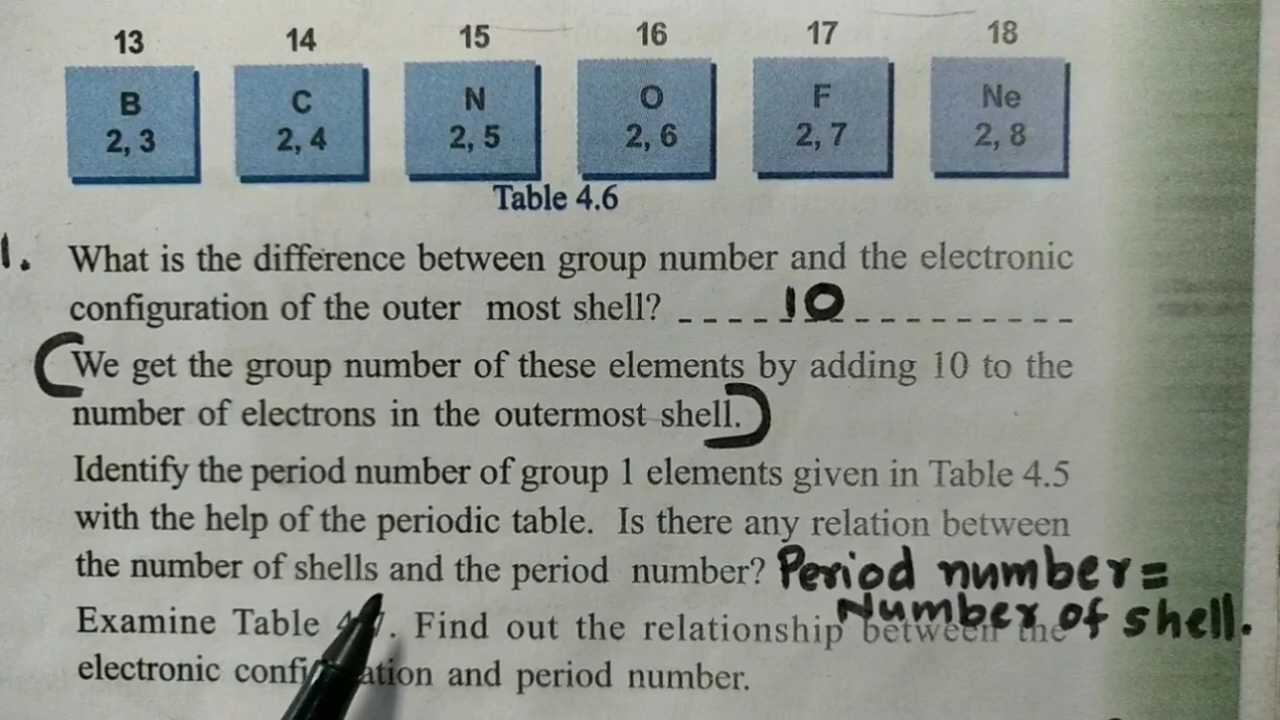 13 14 15 16 17 18
B C N O F Ne
2, 3 2, 4 2, 5 2, 6 2, 7 2, 8
Table 4.6
1. What is the difference between group number and the electronic
configuration of the outer most shell? ____10__________
(We get the group number of these elements by adding 10 to the
number of electrons in the outermost shell.)
Identify the period number of group 1 elements given in Table 4.5
with the help of the periodic table. Is there any relation between
the number of shells and the period number? Period number =
Number of shell.
Examine Table . Find out the relationship between the
electronic and period number.